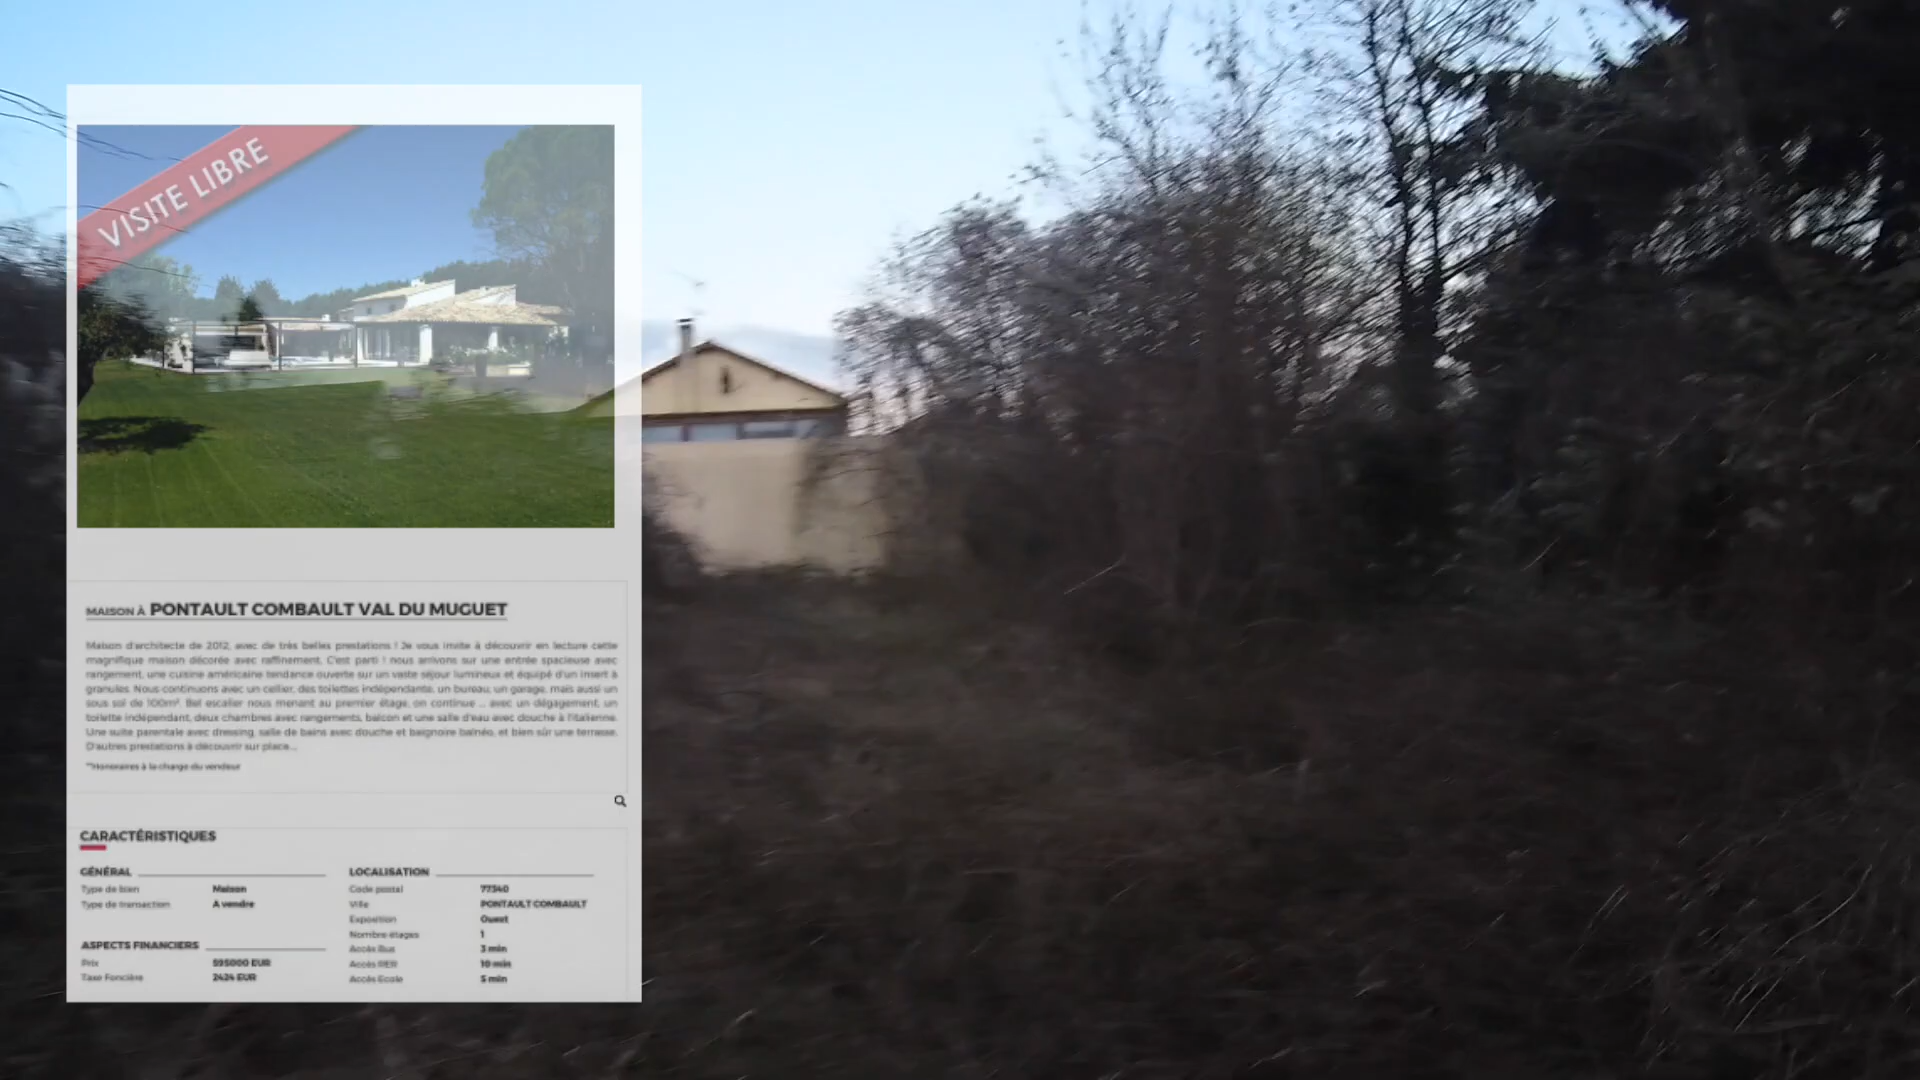 VISITE LIBRE
MAISON À PONTAULT COMBAULT VAL DU MUGUET
Maison d'architecte de 2012, avec de très belles prestations ! Je vous invite à découvrir en lecture cette
magnifique maison décorée avec raffinement. C'est parti ! nous arrivons sur une entrée spacieuse avec
rangement, une cuisine américaine tendance ouverte sur un vaste séjour lumineux et équipé d'un insert à
granules. Nous continuons avec un cellier, des toilettes indépendante, un bureau, un garage, mais aussi un
sous sol de 100m². Bel escalier nous menant au premier étage, on continue ... avec un dégagement, un
toilette indépendant, deux chambres avec rangements, balcon et une salle d'eau avec douche à l'italienne.
Une suite parentale avec dressing, salle de bains avec douche et baignoire balnéo, et bien sûr une terrasse.
D'autres prestations à découvrir sur place...
**Honoraires à la charge du vendeur
CARACTÉRISTIQUES
GÉNÉRAL
Type de bien Maison
Type de transaction A vendre
ASPECTS FINANCIERS
Prix 595000 EUR
Taxe Foncière 2424 EUR
LOCALISATION
Code postal 77340
Ville PONTAULT COMBAULT
Exposition Ouest
Nombre étages 1
Accès Bus 3 min
Accès RER 10 min
Accès Ecole 5 min